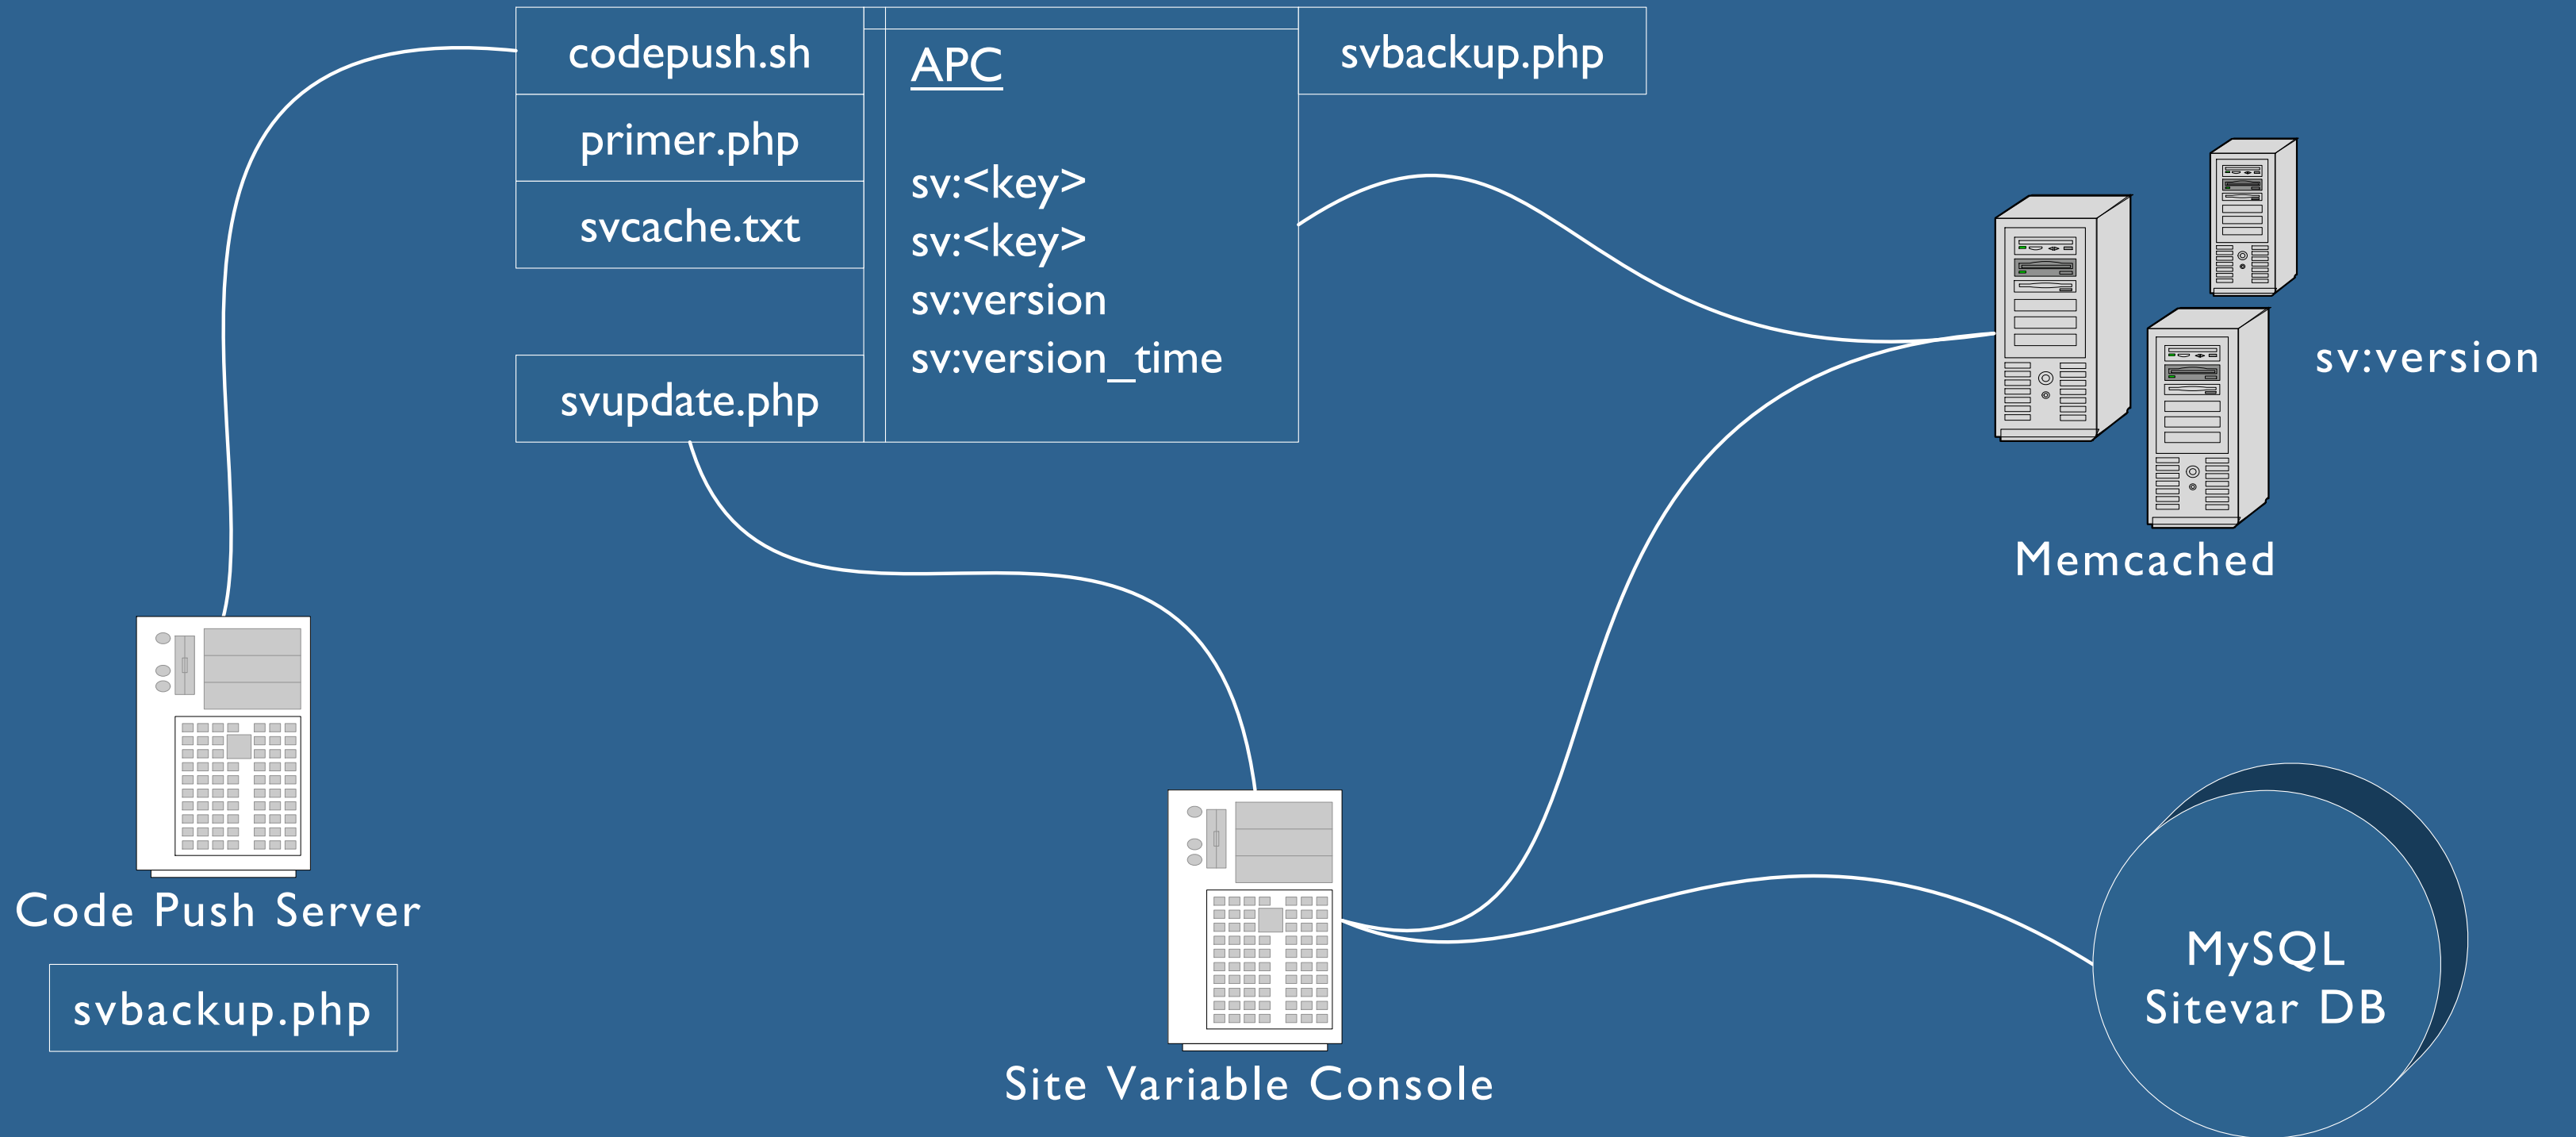 codepush.sh
primer.php
svcache.txt
svupdate.php
APC
sv:<key>
sv:<key>
sv:version
sv:version_time
svbackup.php
sv:version
Memcached
Code Push Server
svbackup.php
Site Variable Console
MySQL
Sitevar DB